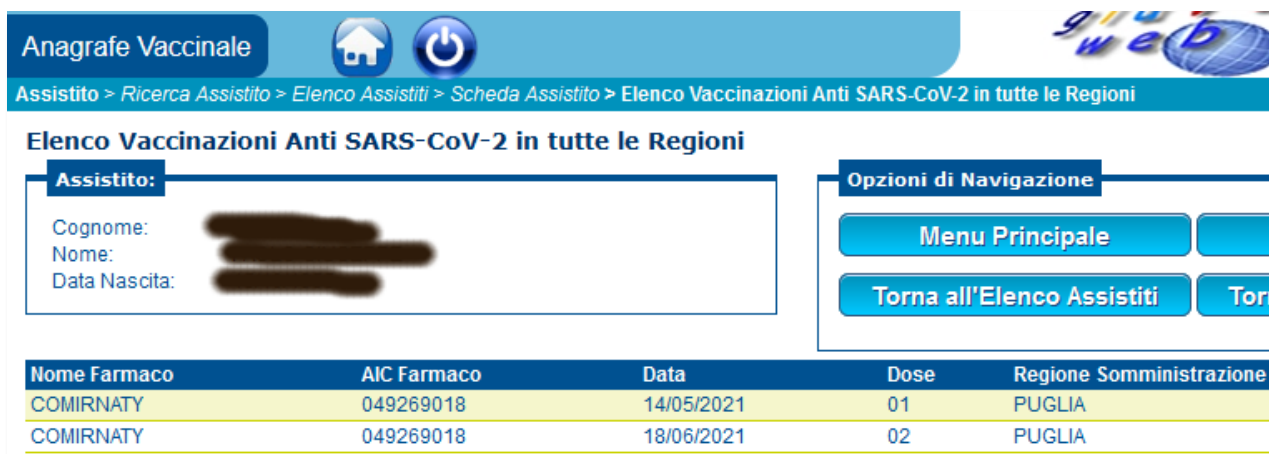 Anagrafe Vaccinale
web
Assistito > Ricerca Assistito > Elenco Assistiti > Scheda Assistito > Elenco Vaccinazioni Anti SARS-CoV-2 in tutte le Regioni
Elenco Vaccinazioni Anti SARS-CoV-2 in tutte le Regioni
Assistito:
Cognome:
Nome:
Data Nascita:
Opzioni di Navigazione
Menu Principale
Torna all'Elenco Assistiti
Nome Farmaco AIC Farmaco Data Dose Regione Somministrazione
COMIRNATY 049269018 14/05/2021 01 PUGLIA
COMIRNATY 049269018 18/06/2021 02 PUGLIA